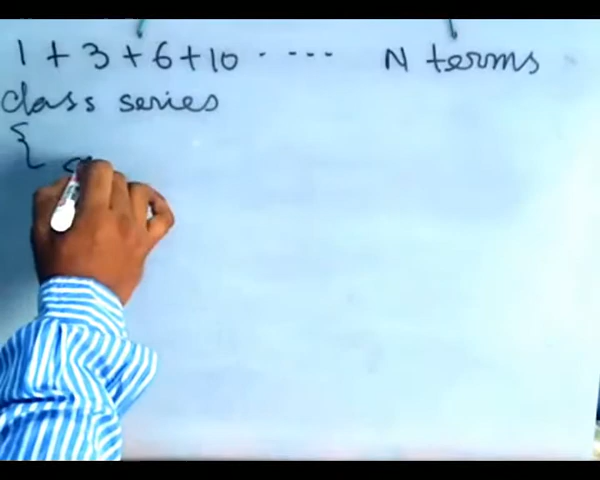 1 + 3 + 6 + 10 · - - - - N terms
class series
{